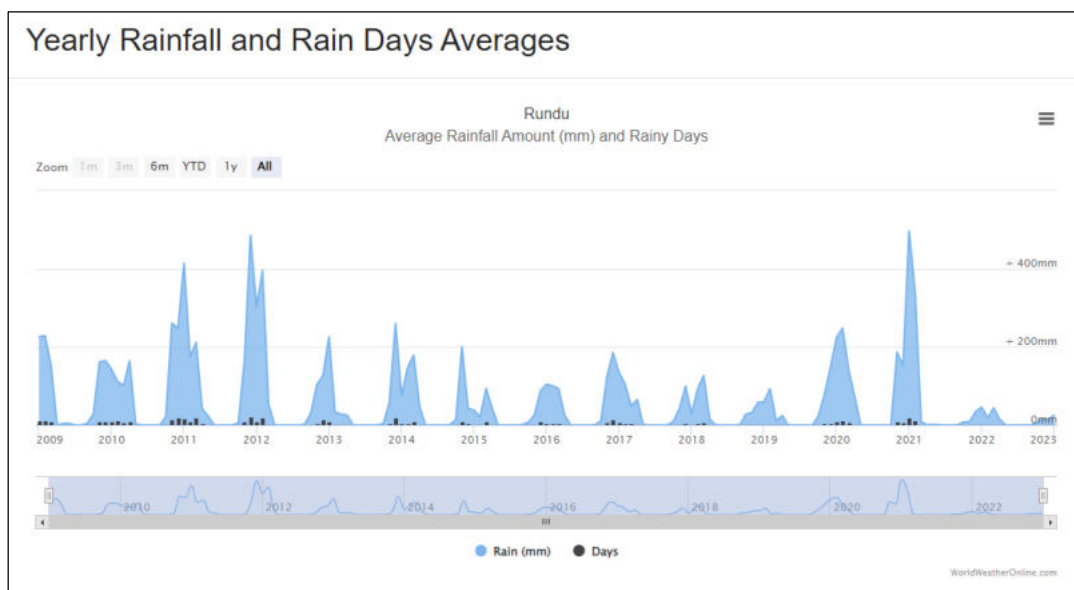 Yearly Rainfall and Rain Days Averages
Rundu
Average Rainfall Amount (mm) and Rainy Days
Zoom 1m 3m 6m YTD 1y All
400mm
200mm
0mm
2009 2010 2011 2012 2013 2014 2015 2016 2017 2018 2019 2020 2021 2022 2023
2010 2012 2014 2016 2018 2020 2022
Rain (mm) Days
WorldWeatherOnline.com